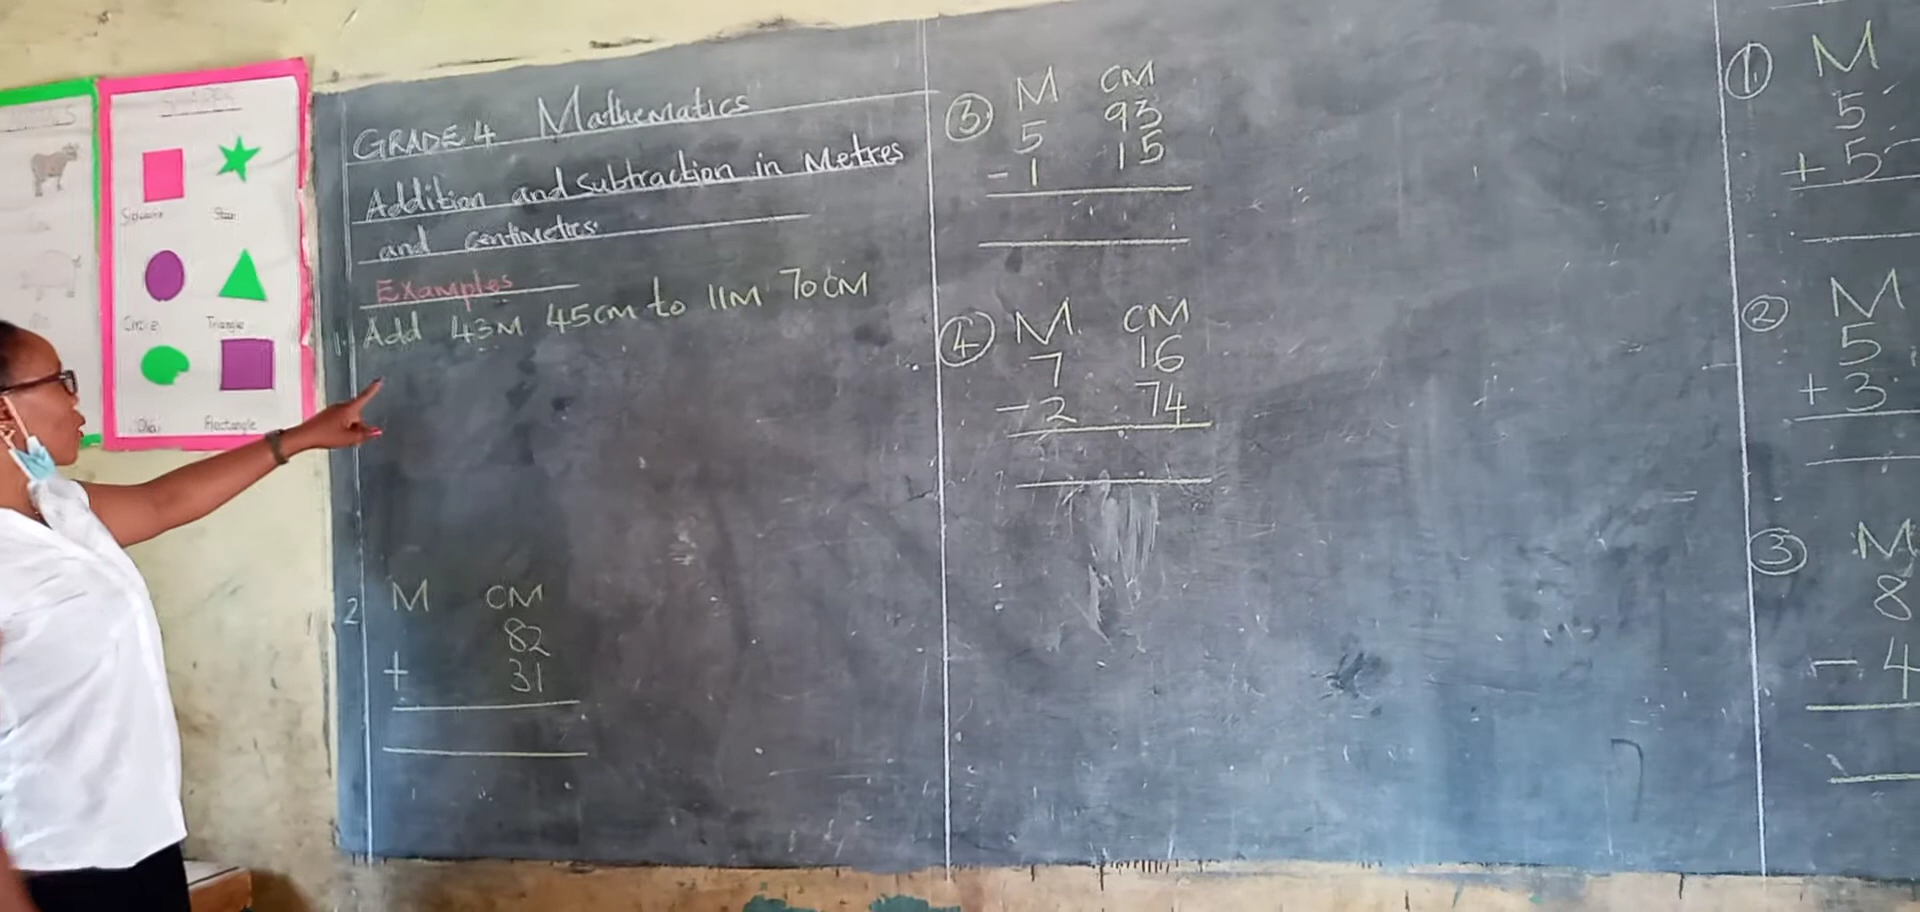 SHAPES
Square Star
Circle Triangle
Rectangle
GRADE 4 Mathematics
Addition and Subtraction in Metres
and centimetres
Examples
1. Add 43M 45CM to 11M 70CM
2 M CM
82
+ 31
③ M CM
5 93
- 1 15
④ M CM
7 16
- 2 74
① M
5
+ 5
② M
5
+ 3
③ M
8
- 4